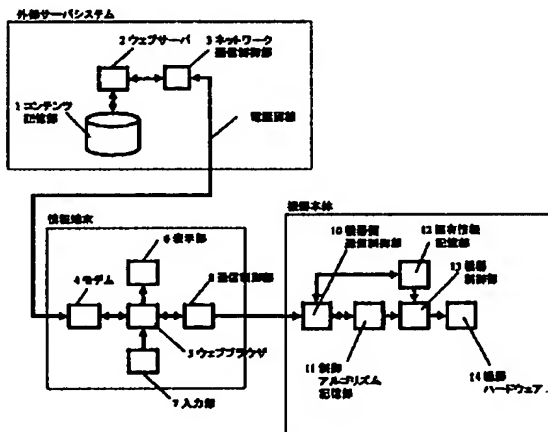 外部サーバシステム
2 ウェブサーバ
3 ネットワーク
通信制御部
1 コンテンツ
記憶部
電話回線
情報端末
6 表示部
4 モデム
8 通信制御部
5 ウェブブラウザ
7 入力部
機器本体
10 機器側
通信制御部
12 固有情報
記憶部
13 機器
制御部
11 制御
アルゴリズム
記憶部
14 機器
ハードウェア